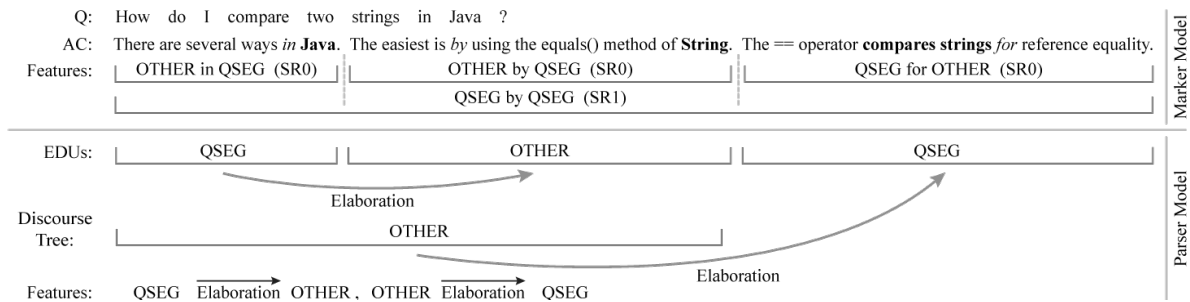 Q: How do I compare two strings in Java ?
AC: There are several ways in Java. The easiest is by using the equals() method of String. The == operator compares strings for reference equality.
Features: OTHER in QSEG (SR0) OTHER by QSEG (SR0) QSEG for OTHER (SR0)
QSEG by QSEG (SR1)
Marker Model
EDUs: QSEG OTHER QSEG
Elaboration
Discourse
Tree:
OTHER
Elaboration
Features: QSEG Elaboration OTHER , OTHER Elaboration QSEG
Parser Model